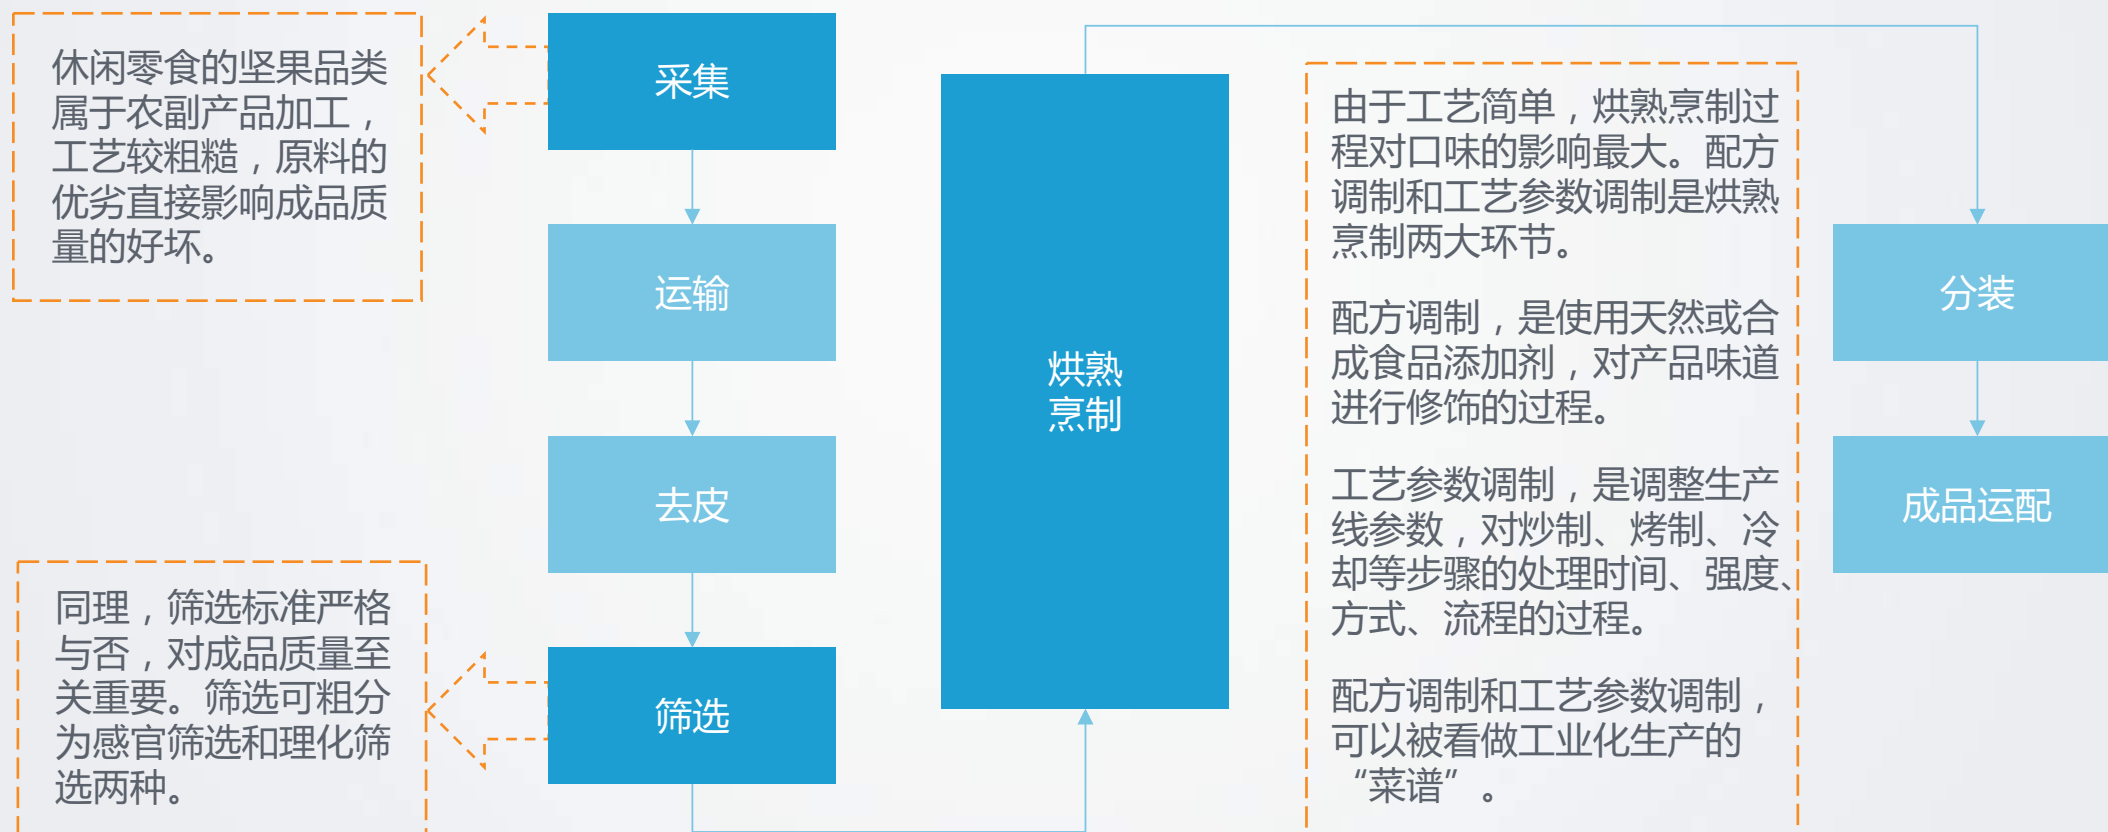 休闲零食的坚果品类
属于农副产品加工，
工艺较粗糙，原料的
优劣直接影响成品质
量的好坏。
同理，筛选标准严格
与否，对成品质量至
关重要。筛选可粗分
为感官筛选和理化筛
选两种。
采集
运输
去皮
筛选
烘熟
烹制
由于工艺简单，烘熟烹制过
程对口味的影响最大。配方
调制和工艺参数调制是烘熟
烹制两大环节。
配方调制，是使用天然或合
成食品添加剂，对产品味道
进行修饰的过程。
工艺参数调制，是调整生产
线参数，对炒制、烤制、冷
却等步骤的处理时间、强度、
方式、流程的过程。
配方调制和工艺参数调制，
可以被看做工业化生产的
“菜谱”。
分装
成品运配